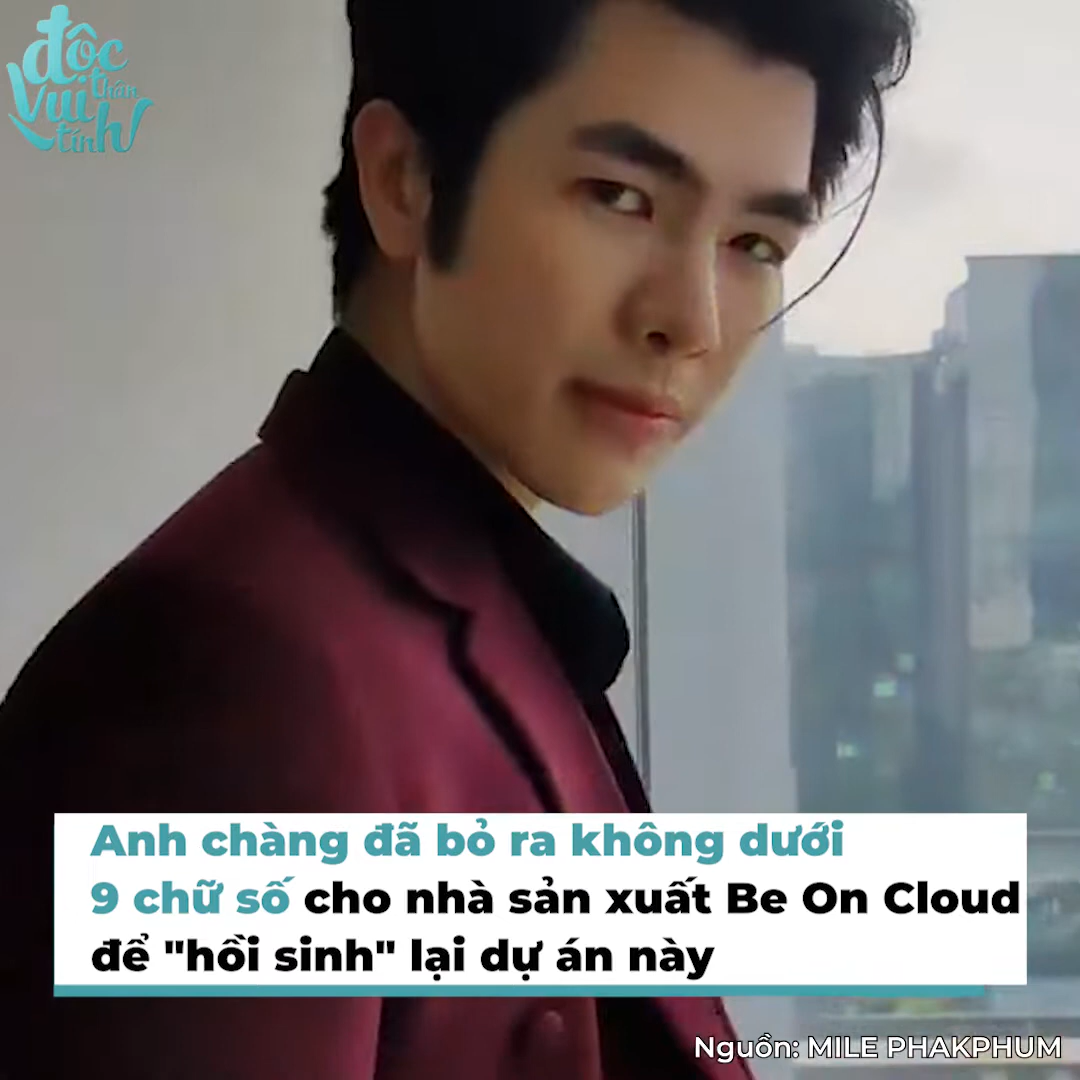 độc
thân
vui
tính
Anh chàng đã bỏ ra không dưới
9 chữ số cho nhà sản xuất Be On Cloud
để "hồi sinh" lại dự án này
Nguồn: MILE PHAKPHUM